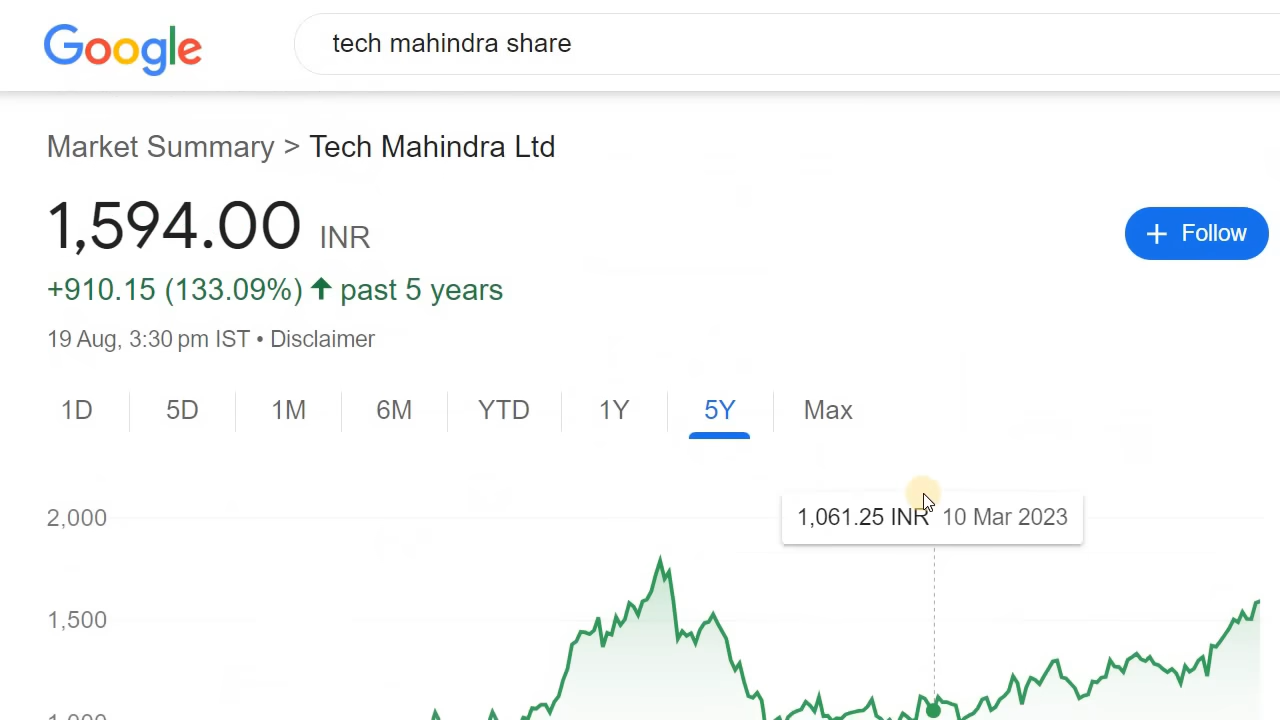 Google
tech mahindra share
Market Summary > Tech Mahindra Ltd
1,594.00 INR
+ Follow
+910.15 (133.09%) ↑ past 5 years
19 Aug, 3:30 pm IST • Disclaimer
1D 5D 1M 6M YTD 1Y 5Y Max
2,000
1,061.25 INR 10 Mar 2023
1,500
1,000